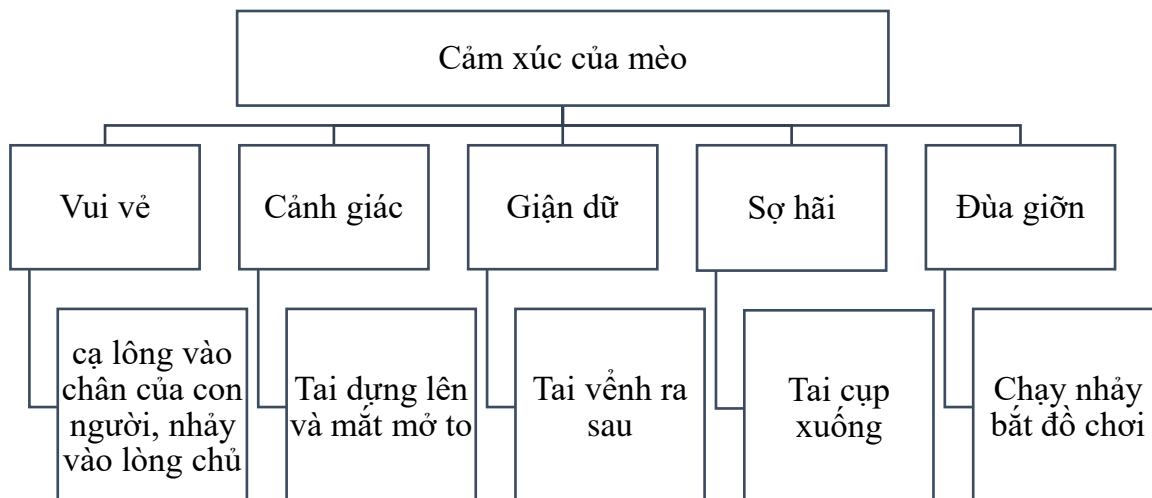 Cảm xúc của mèo
Vui vẻ
Cảnh giác
Giận dữ
Sợ hãi
Đùa giỡn
cạ lông vào
chân của con
người, nhảy
vào lòng chủ
Tai dựng lên
và mắt mở to
Tai vểnh ra
sau
Tai cụp
xuống
Chạy nhảy
bắt đồ chơi